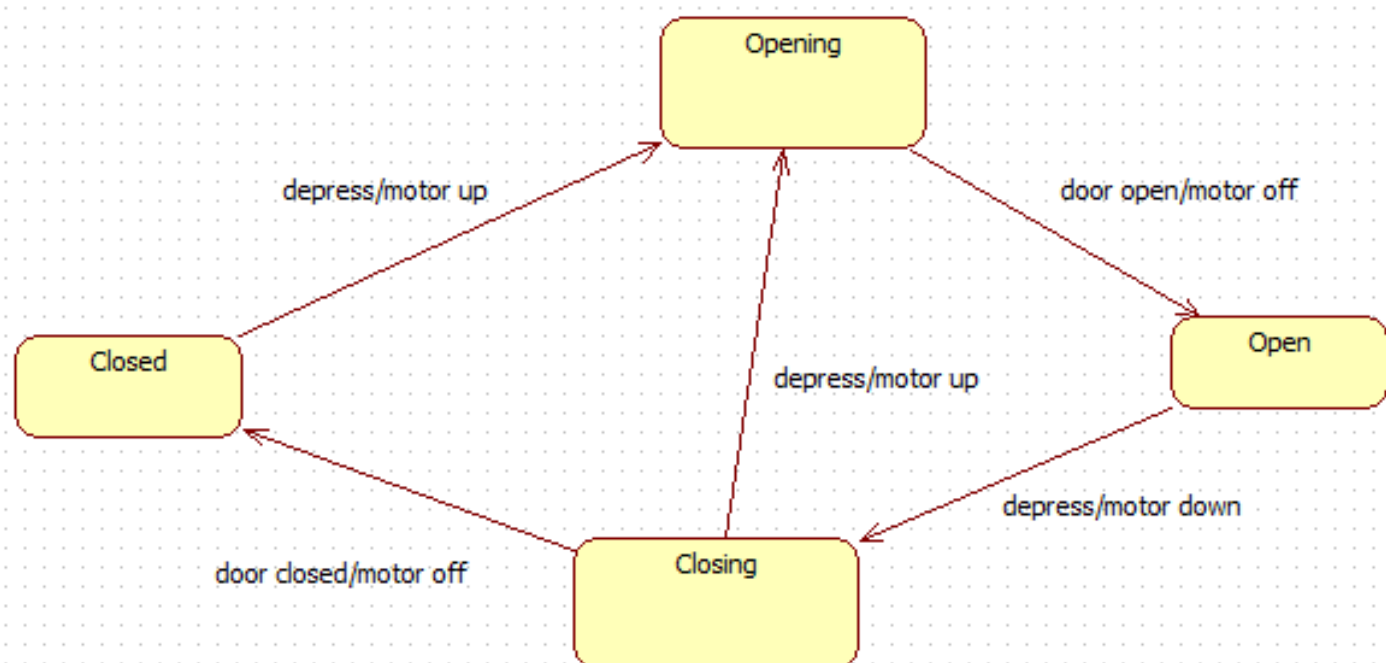 Opening
depress/motor up
door open/motor off
Closed
Open
depress/motor up
depress/motor down
door closed/motor off
Closing